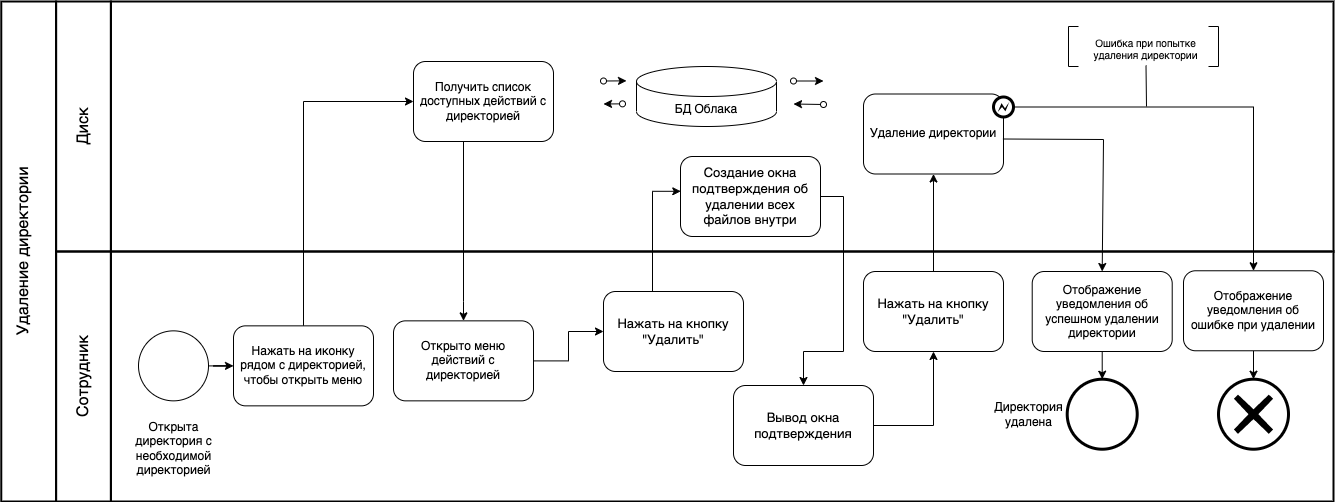 Удаление директории
Диск
Сотрудник
Ошибка при попытке
удаления директории
Получить список
доступных действий с
директорией
БД Облака
Удаление директории
Создание окна
подтверждения об
удалении всех
файлов внутри
Открыта
директория с
необходимой
директорией
Нажать на иконку
рядом с директорией,
чтобы открыть меню
Открыто меню
действий с
директорией
Нажать на кнопку
"Удалить"
Вывод окна
подтверждения
Нажать на кнопку
"Удалить"
Отображение
уведомления об
успешном удалении
директории
Отображение
уведомления об
ошибке при удалении
Директория
удалена